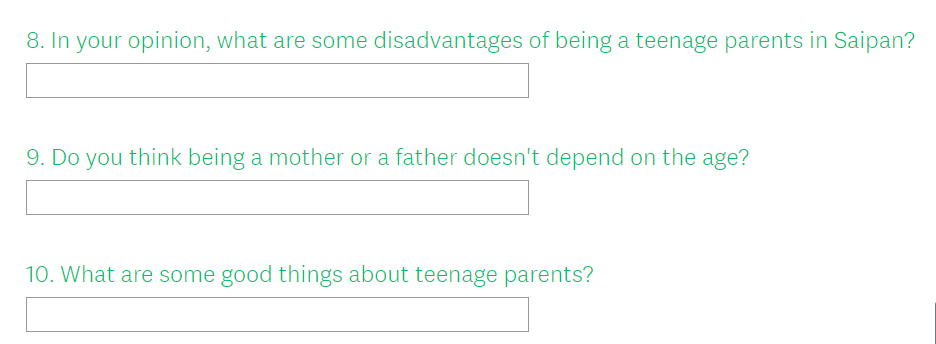 8. In your opinion, what are some disadvantages of being a teenage parents in Saipan?
9. Do you think being a mother or a father doesn't depend on the age?
10. What are some good things about teenage parents?